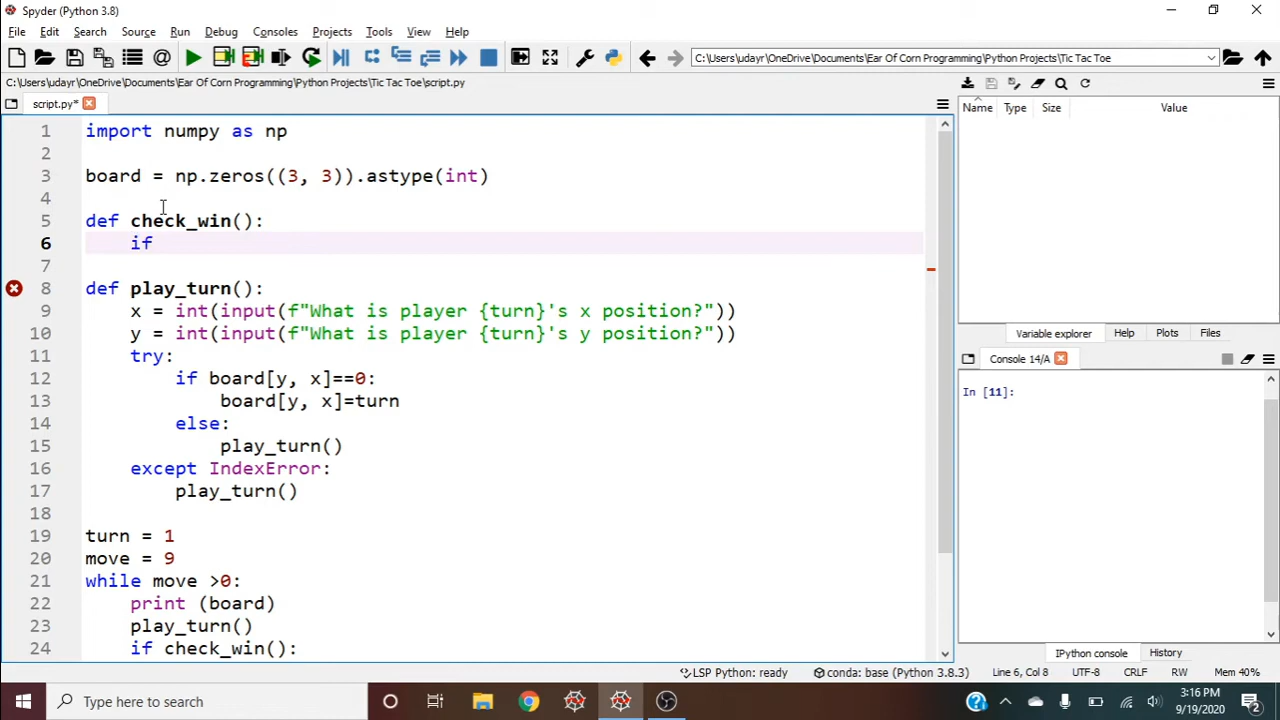 Spyder (Python 3.8)
File Edit Search Source Run Debug Consoles Projects Tools View Help
C:\Users\udayr\OneDrive\Documents\Ear Of Corn Programming\Python Projects\Tic Tac Toe
C:\Users\udayr\OneDrive\Documents\Ear Of Corn Programming\Python Projects\Tic Tac Toe\script.py
script.py*
1 import numpy as np
2
3 board = np.zeros((3, 3)).astype(int)
4
5 def check_win():
6 if
7
8 def play_turn():
9 x = int(input(f"What is player {turn}'s x position?"))
10 y = int(input(f"What is player {turn}'s y position?"))
11 try:
12 if board[y, x]==0:
13 board[y, x]=turn
14 else:
15 play_turn()
16 except IndexError:
17 play_turn()
18
19 turn = 1
20 move = 9
21 while move >0:
22 print (board)
23 play_turn()
24 if check_win():
Name Type Size Value
Variable explorer Help Plots Files
Console 14/A
In [11]:
IPython console History
LSP Python: ready conda: base (Python 3.8.3) Line 6, Col 8 UTF-8 CRLF RW Mem 40%
Type here to search
3:16 PM
9/19/2020
2